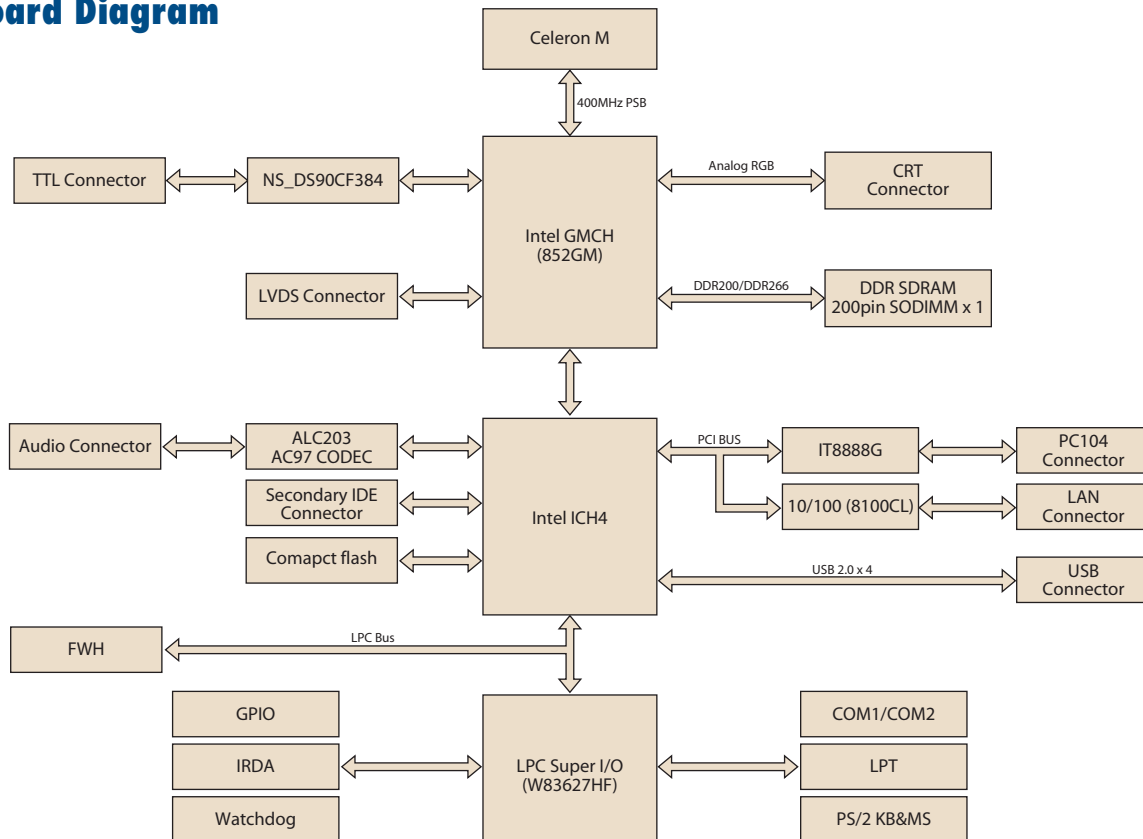 oard Diagram
Celeron M
400MHz PSB
TTL Connector
NS_DS90CF384
Intel GMCH
(852GM)
Analog RGB
CRT
Connector
LVDS Connector
DDR200/DDR266
DDR SDRAM
200pin SODIMM x 1
Audio Connector
ALC203
AC97 CODEC
Secondary IDE
Connector
Comapct flash
Intel ICH4
PCI BUS
IT8888G
PC104
Connector
10/100 (8100CL)
LAN
Connector
USB 2.0 x 4
USB
Connector
FWH
LPC Bus
GPIO
IRDA
Watchdog
LPC Super I/O
(W83627HF)
COM1/COM2
LPT
PS/2 KB&MS